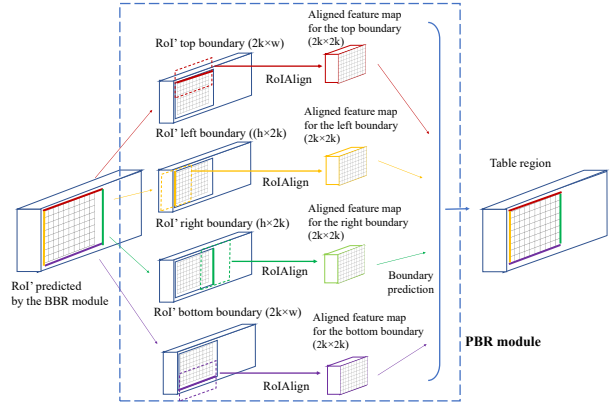 RoI' top boundary (2k×w)
RoIAlign
Aligned feature map
for the top boundary
(2k×2k)
RoI' left boundary ((h×2k)
RoIAlign
Aligned feature map
for the left boundary
(2k×2k)
RoI' right boundary (h×2k)
RoIAlign
Aligned feature map
for the right boundary
(2k×2k)
RoI' bottom boundary (2k×w)
RoIAlign
Aligned feature map
for the bottom boundary
(2k×2k)
RoI' predicted
by the BBR module
Boundary
prediction
PBR module
Table region